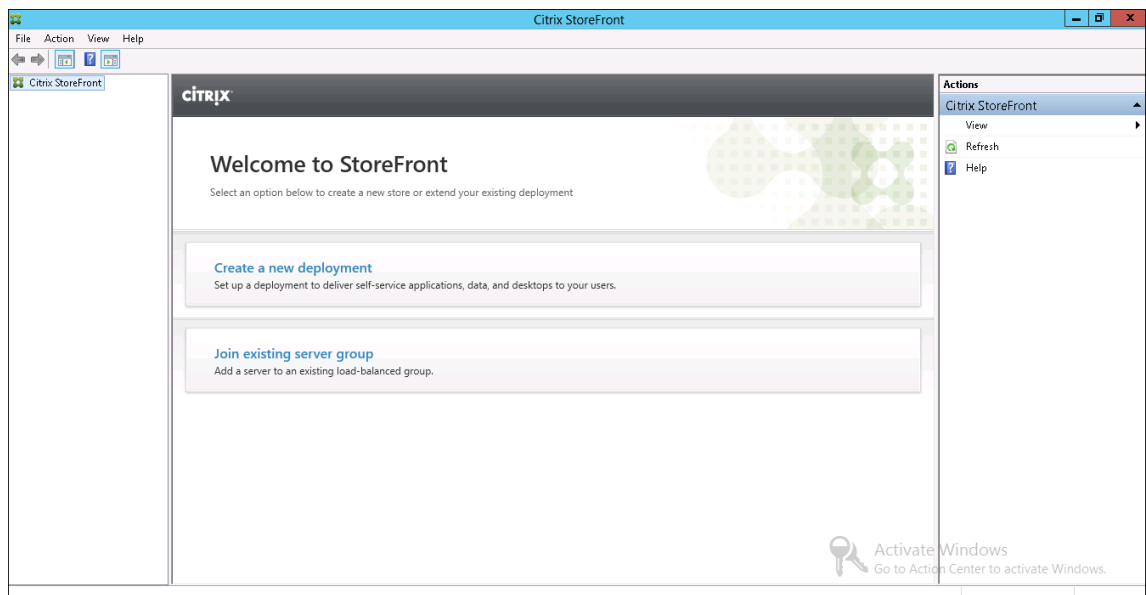 Citrix StoreFront
File Action View Help
Citrix StoreFront
CİTRIX
Welcome to StoreFront
Select an option below to create a new store or extend your existing deployment
Create a new deployment
Set up a deployment to deliver self-service applications, data, and desktops to your users.
Join existing server group
Add a server to an existing load-balanced group.
Actions
Citrix StoreFront
View
Refresh
Help
Activate Windows
Go to Action Center to activate Windows.